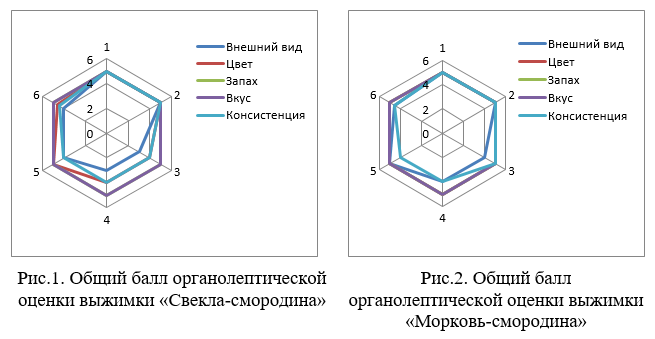 1
6
4
2
0
6
2
5
3
4
Внешний вид
Цвет
Запах
Вкус
Консистенция
Рис.1. Общий балл органолептической
оценки выжимки «Свекла-смородина»
1
6
4
2
0
6
2
5
3
4
Внешний вид
Цвет
Запах
Вкус
Консистенция
Рис.2. Общий балл
органолептической оценки выжимки
«Морковь-смородина»